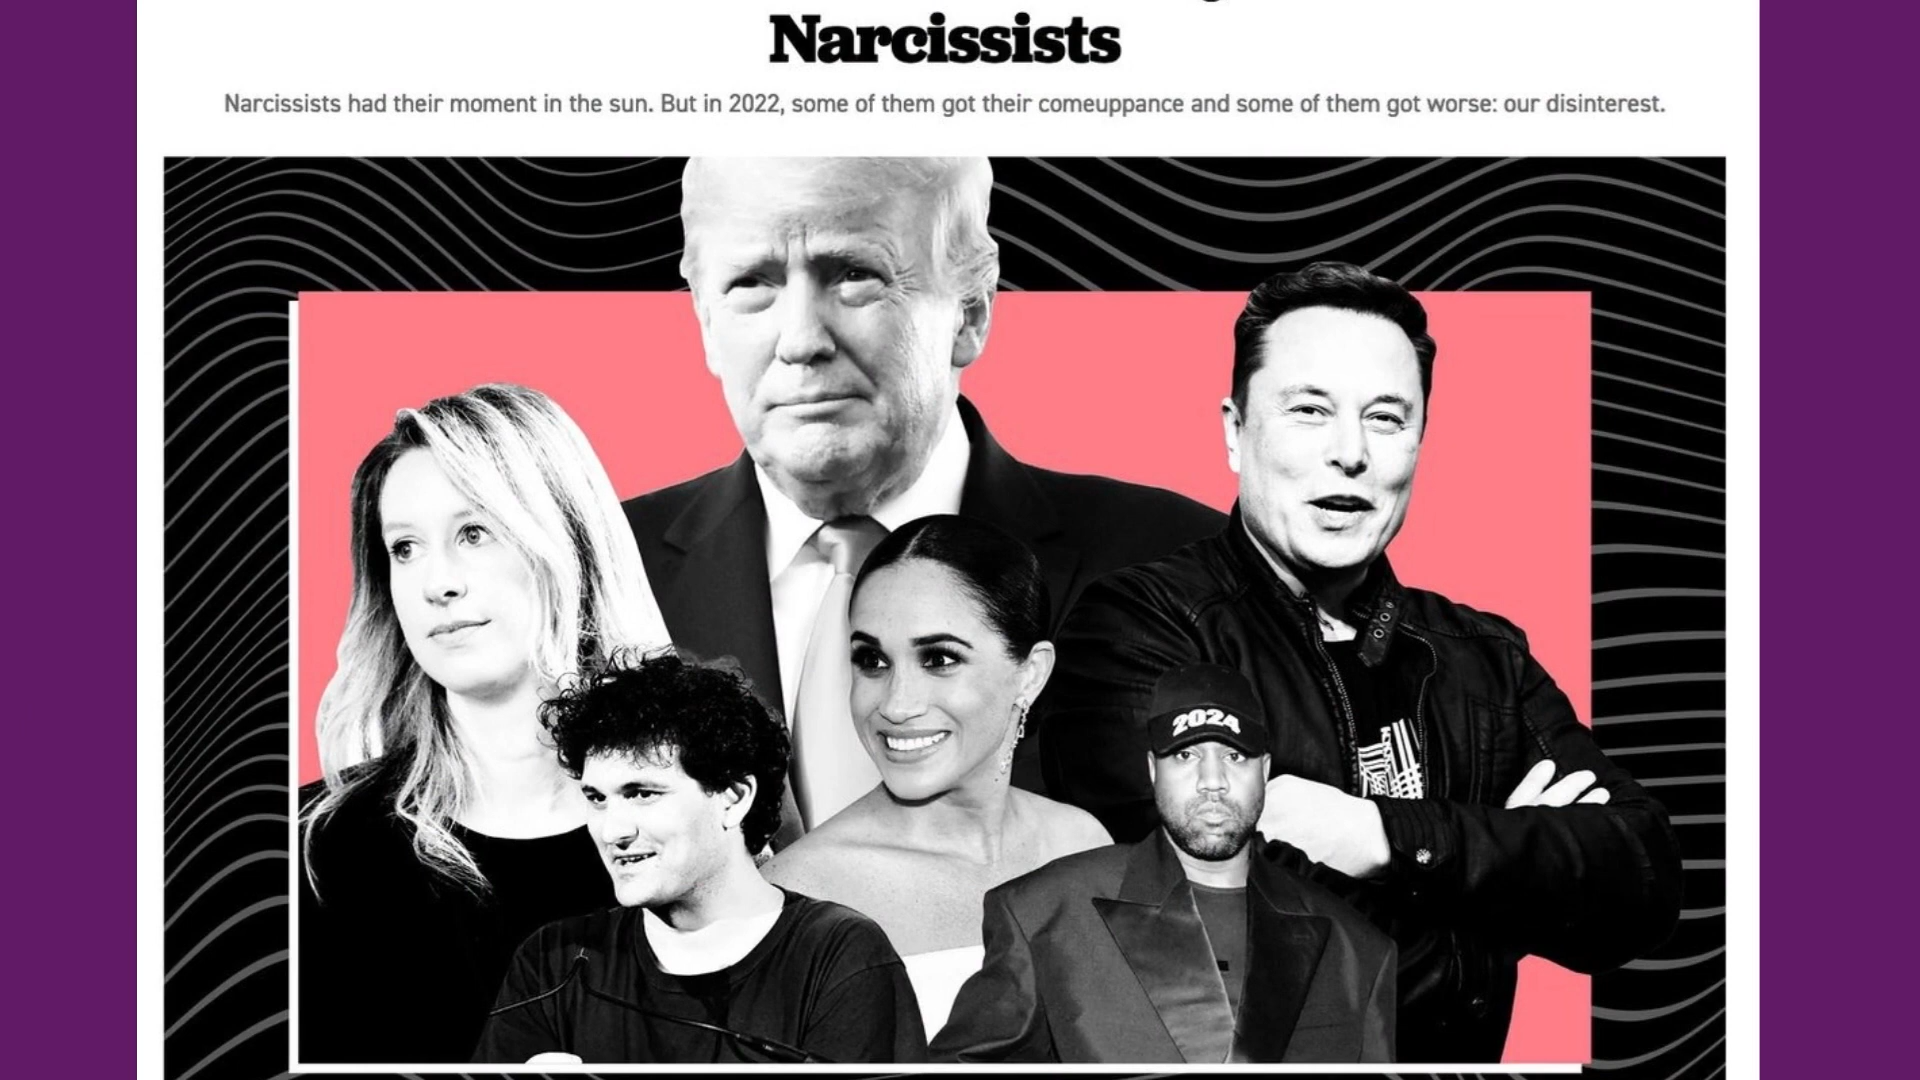 Narcissists
Narcissists had their moment in the sun. But in 2022, some of them got their comeuppance and some of them got worse: our disinterest.
2024